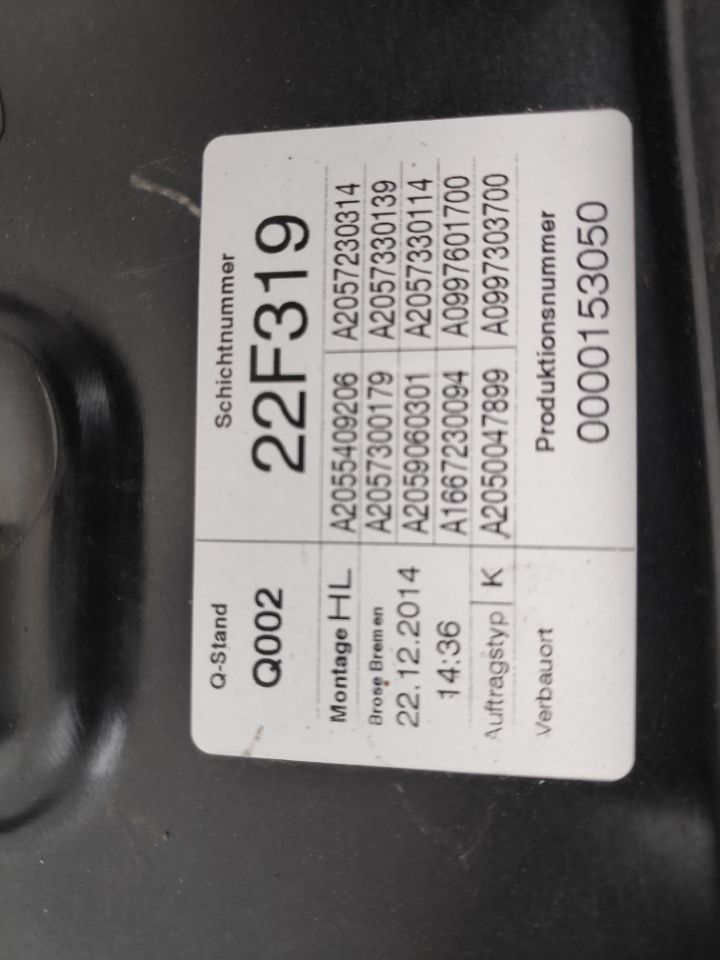 Q-Stand
Q002
Schichtnummer
22F319
Montage HL
Brose Bremen
22.12.2014
14:36
Auftragstyp K
Verbauort
A2055409206 A2057230314
A2057300179 A2057330139
A2059060301 A2057330114
A1667230094 A0997601700
A2050047899 A0997303700
Produktionsnummer
0000153050